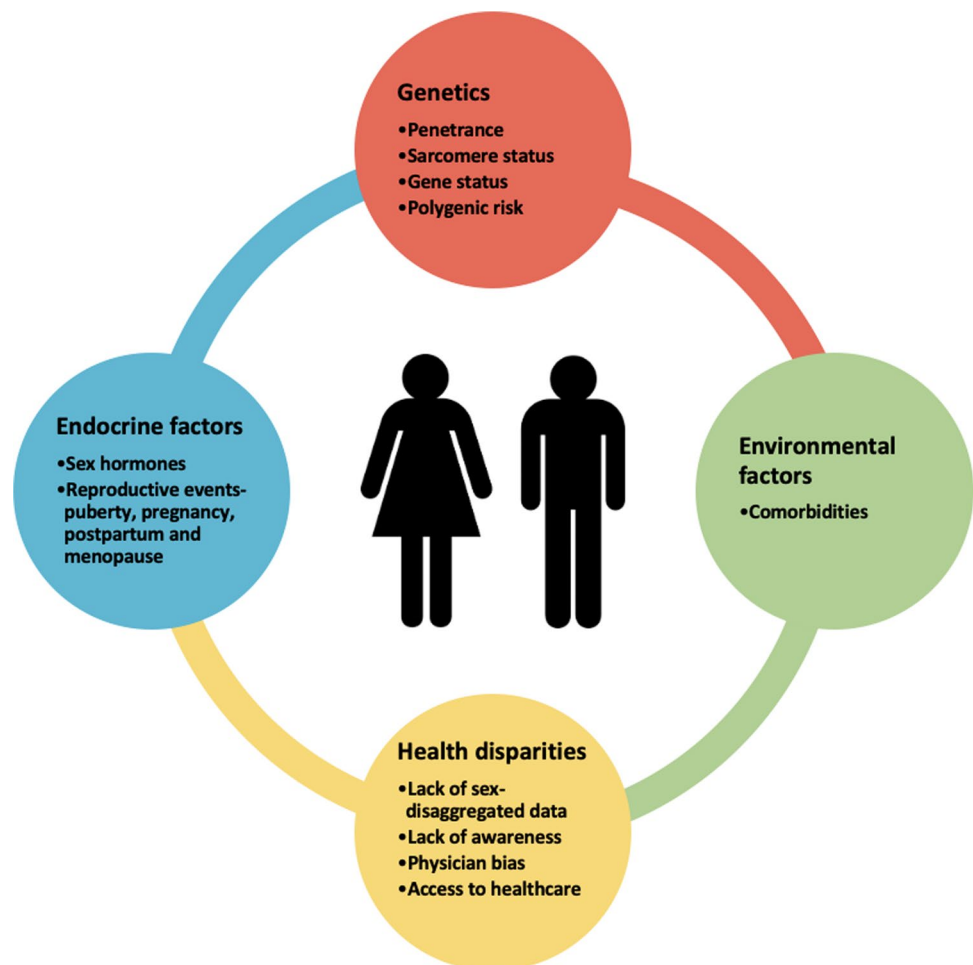 Genetics
•Penetrance
•Sarcomere status
•Gene status
•Polygenic risk
Endocrine factors
•Sex hormones
•Reproductive events-
puberty, pregnancy,
postpartum and
menopause
Environmental
factors
•Comorbidities
Health disparities
•Lack of sex-
disaggregated data
•Lack of awareness
•Physician bias
•Access to healthcare